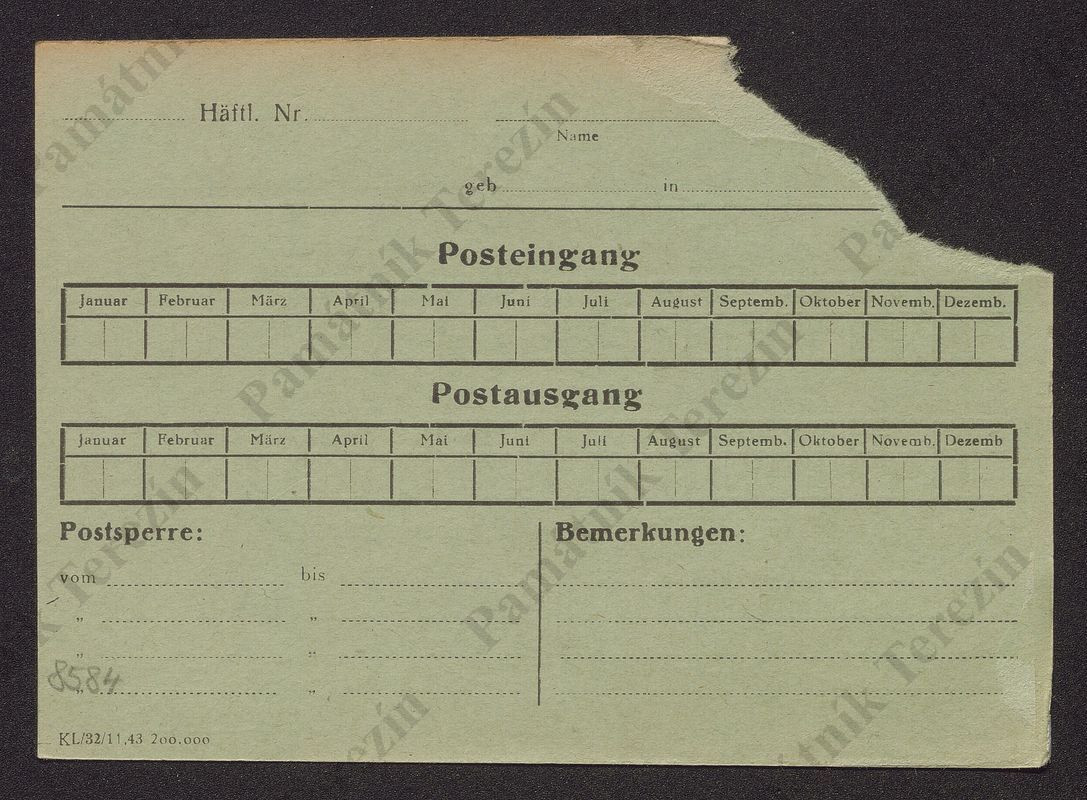 Häftl. Nr.
Name
geb. in
Posteingang
Januar Februar März April Mai Juni Juli August Septemb. Oktober Novemb. Dezemb.
Postausgang
Januar Februar März April Mai Juni Juli August Septemb. Oktober Novemb. Dezemb
Postsperre: Bemerkungen:
vom bis
„ „
„ „
„ „
8584
KL/32/11,43 200.000
Památník Terezín